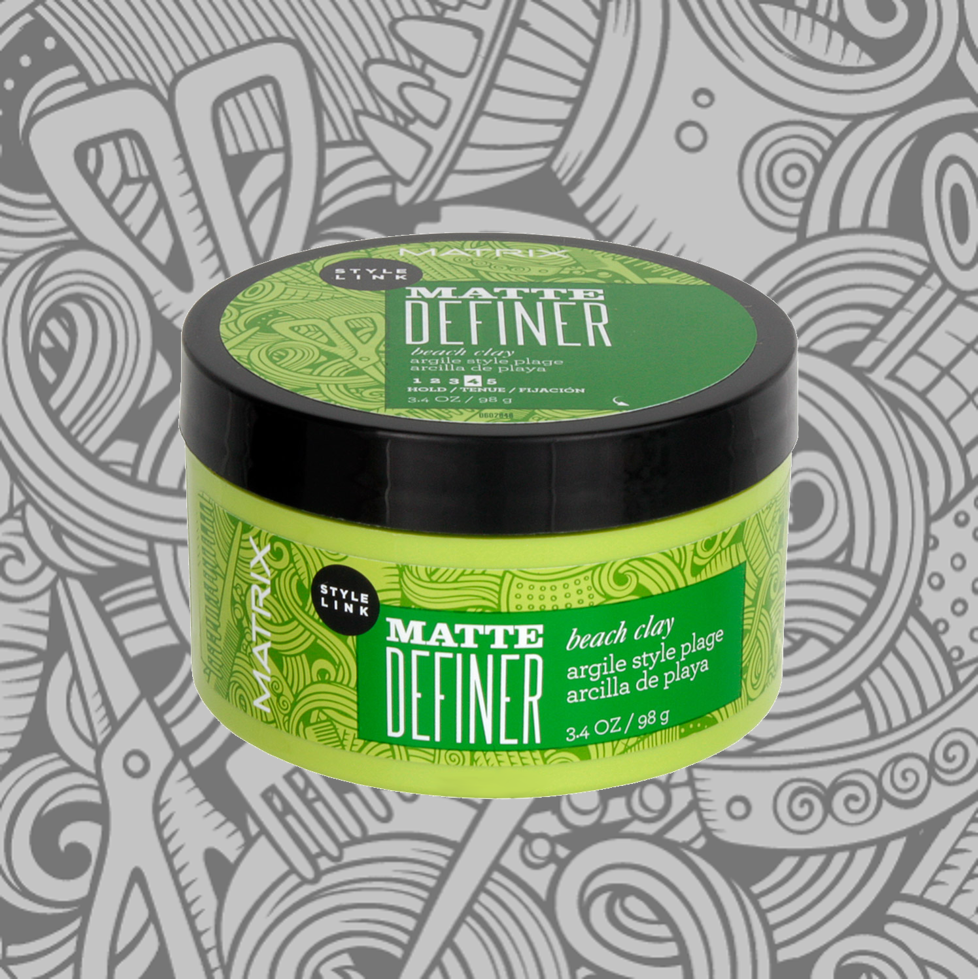 MATRIX
STYLE
LINK
MATTE
DEFINER
beach clay
argile style plage
arcilla de playa
1 2 3 4 5
HOLD / TENUE / FIJACIÓN
3.4 OZ / 98 g
MATRIX
STYLE
LINK
MATTE
DEFINER
beach clay
argile style plage
arcilla de playa
3.4 OZ / 98 g